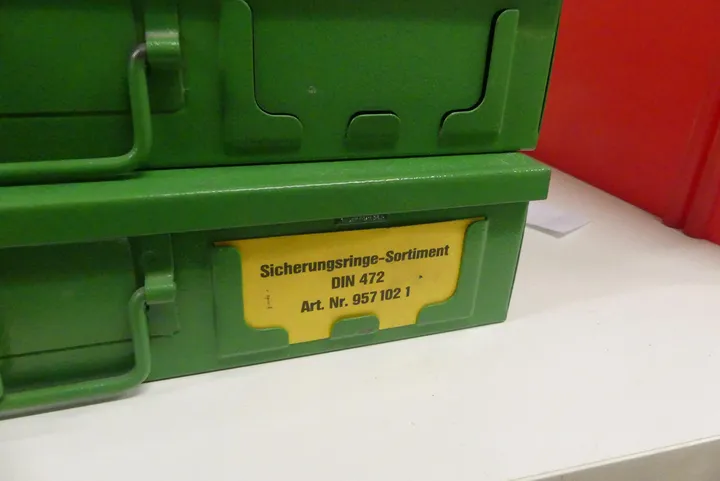 Sicherungsringe-Sortiment
DIN 472
Art. Nr. 957 102 1